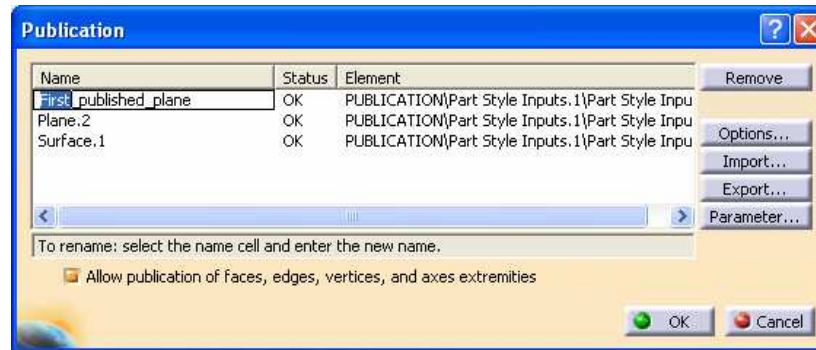 Publication
Name Status Element Remove
First_published_plane OK PUBLICATION\Part Style Inputs.1\Part Style Inpu
Plane.2 OK PUBLICATION\Part Style Inputs.1\Part Style Inpu
Surface.1 OK PUBLICATION\Part Style Inputs.1\Part Style Inpu
Options...
Import...
Export...
Parameter...
To rename: select the name cell and enter the new name.
Allow publication of faces, edges, vertices, and axes extremities
OK Cancel